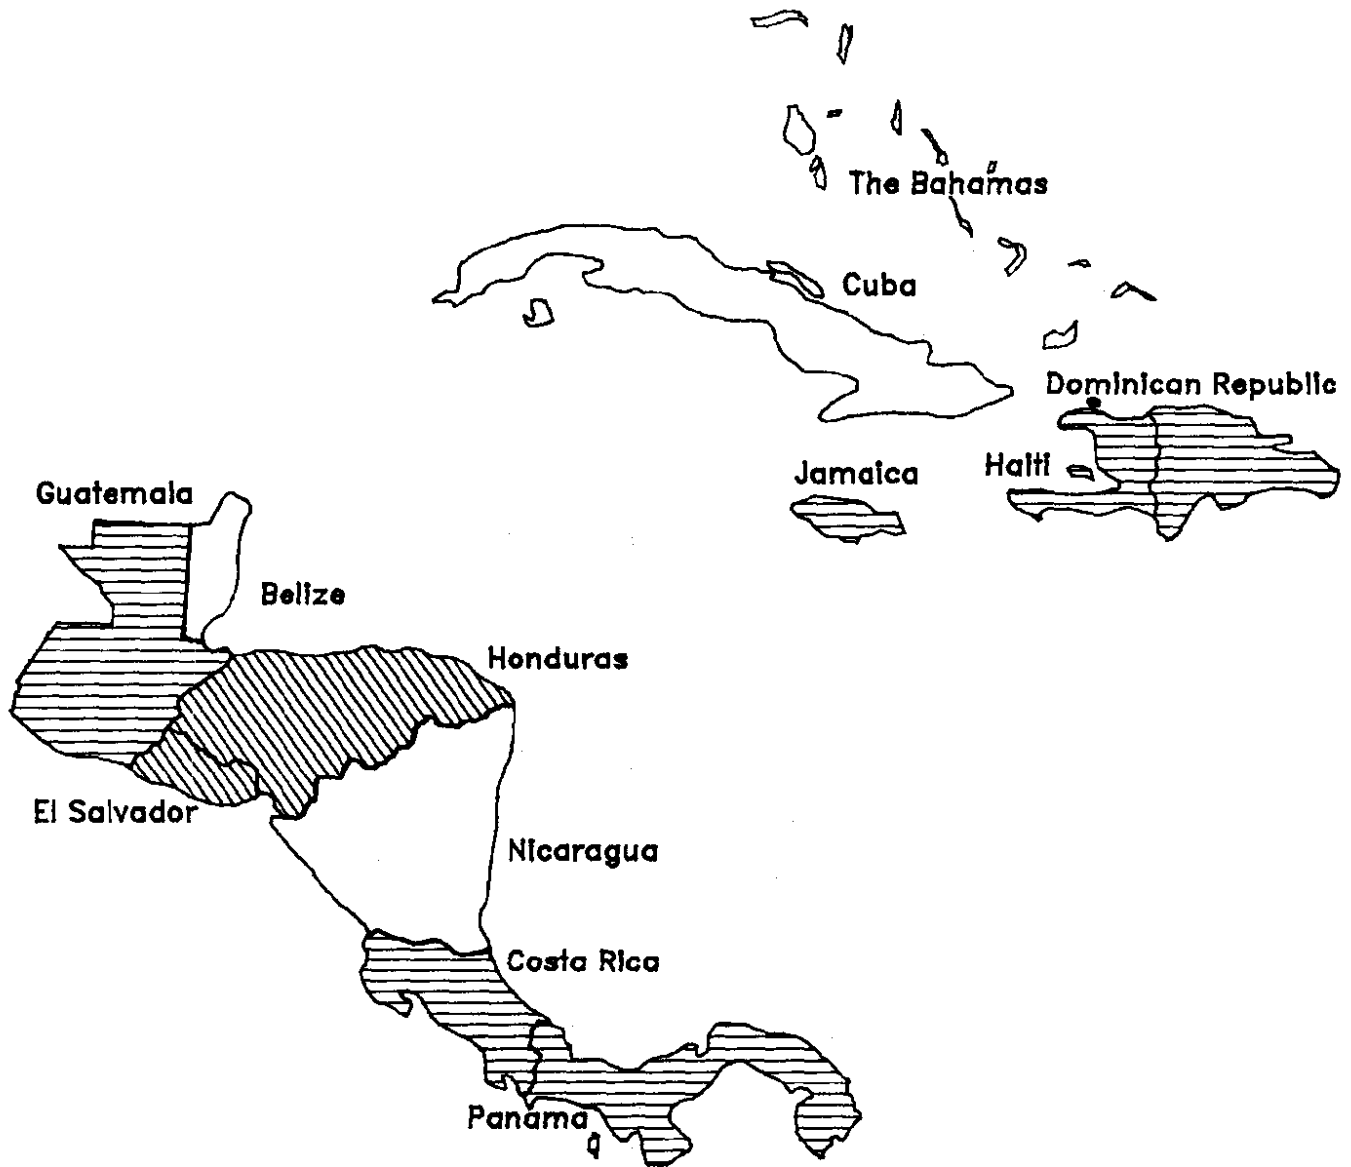 The Bahamas
Cuba
Dominican Republic
Haiti
Jamaica
Guatemala
Belize
Honduras
El Salvador
Nicaragua
Costa Rica
Panama